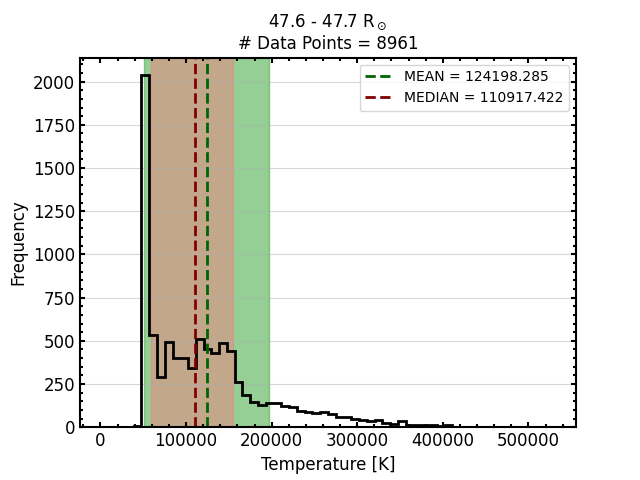 47.6 - 47.7 R⊙
# Data Points = 8961
MEAN = 124198.285
MEDIAN = 110917.422
2000
1750
1500
1250
1000
750
500
250
0
Frequency
0 100000 200000 300000 400000 500000
Temperature [K]